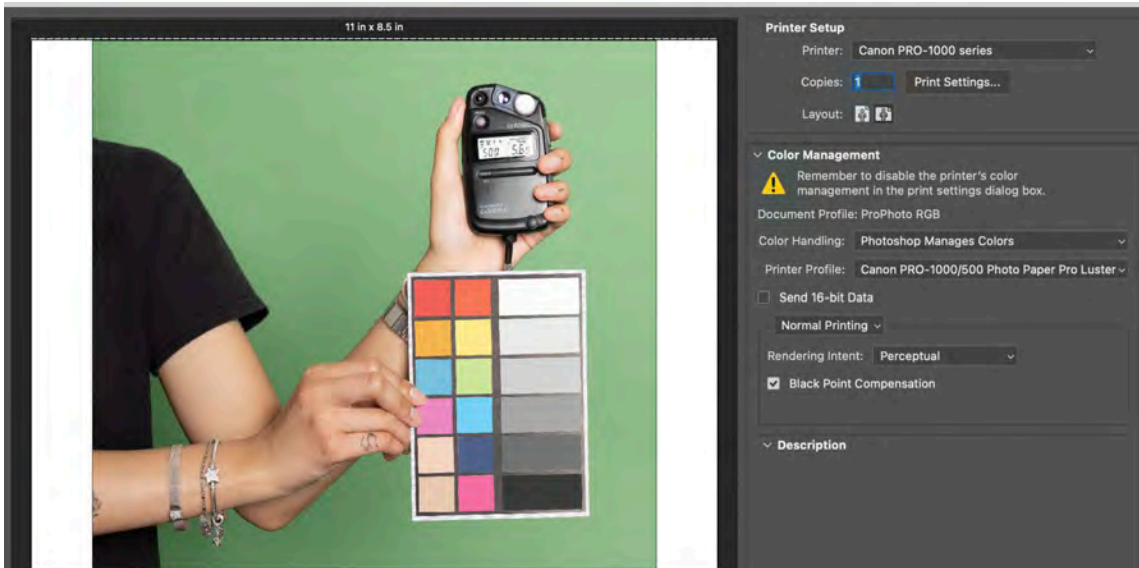 11 in x 8.5 in
Printer Setup
Printer: Canon PRO-1000 series
Copies: 1 Print Settings...
Layout:
Color Management
Remember to disable the printer's color
management in the print settings dialog box.
Document Profile: ProPhoto RGB
Color Handling: Photoshop Manages Colors
Printer Profile: Canon PRO-1000/500 Photo Paper Pro Luster
Send 16-bit Data
Normal Printing
Rendering Intent: Perceptual
Black Point Compensation
Description